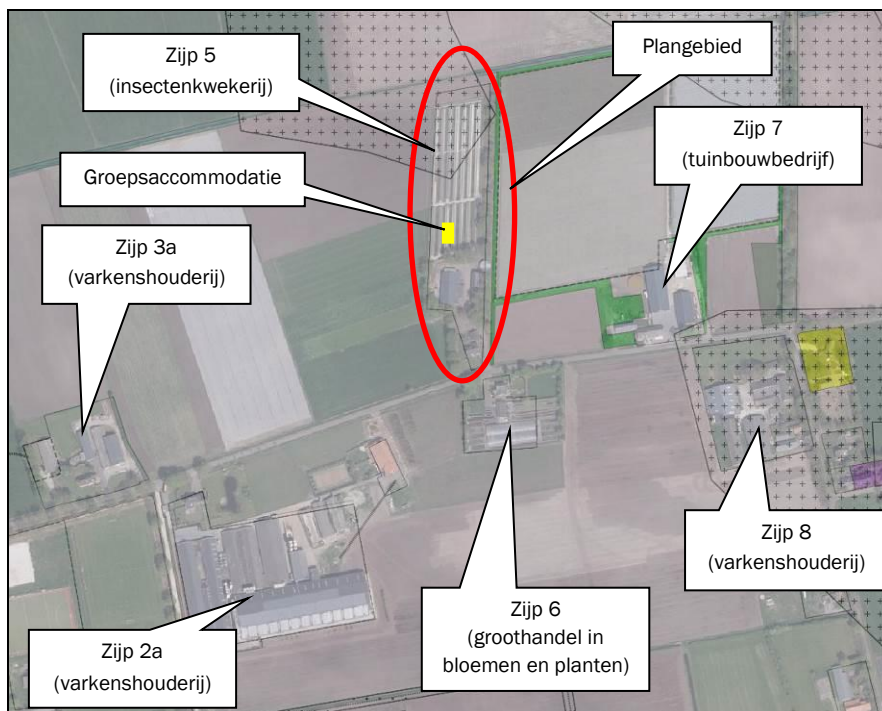 Zijp 5
(insectenkwekerij)
Plangebied
Zijp 7
(tuinbouwbedrijf)
Groepsaccommodatie
Zijp 3a
(varkenshouderij)
Zijp 8
(varkenshouderij)
Zijp 6
(groothandel in
bloemen en planten)
Zijp 2a
(varkenshouderij)